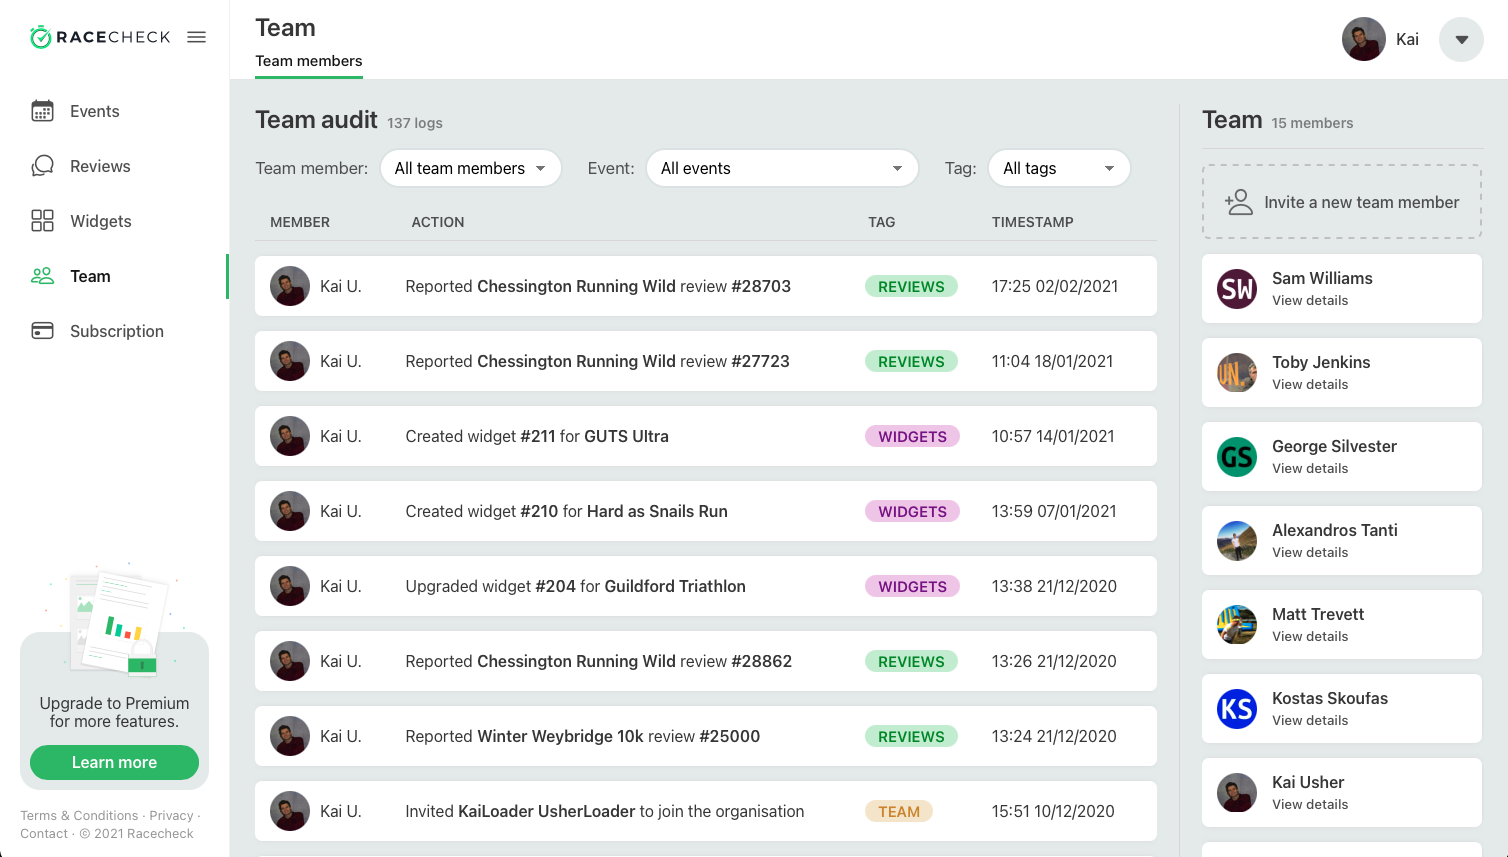 RACECHECK
Events
Reviews
Widgets
Team
Subscription
Upgrade to Premium
for more features.
Learn more
Terms & Conditions · Privacy ·
Contact · © 2021 Racecheck
Team
Team members
Kai
Team audit 137 logs
Team member: All team members Event: All events Tag: All tags
MEMBER ACTION TAG TIMESTAMP
Kai U. Reported Chessington Running Wild review #28703 REVIEWS 17:25 02/02/2021
Kai U. Reported Chessington Running Wild review #27723 REVIEWS 11:04 18/01/2021
Kai U. Created widget #211 for GUTS Ultra WIDGETS 10:57 14/01/2021
Kai U. Created widget #210 for Hard as Snails Run WIDGETS 13:59 07/01/2021
Kai U. Upgraded widget #204 for Guildford Triathlon WIDGETS 13:38 21/12/2020
Kai U. Reported Chessington Running Wild review #28862 REVIEWS 13:26 21/12/2020
Kai U. Reported Winter Weybridge 10k review #25000 REVIEWS 13:24 21/12/2020
Kai U. Invited KaiLoader UsherLoader to join the organisation TEAM 15:51 10/12/2020
Team 15 members
Invite a new team member
SW
Sam Williams
View details
UN.
Toby Jenkins
View details
GS
George Silvester
View details
Alexandros Tanti
View details
Matt Trevett
View details
KS
Kostas Skoufas
View details
Kai Usher
View details